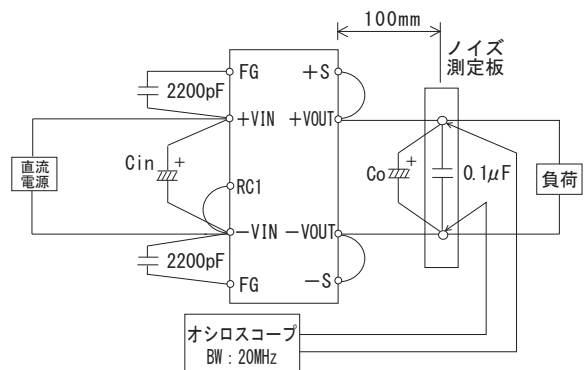 100mm
ノイズ
測定板
FG
+S
2200pF
+VIN
+VOUT
直流
電源
Cin
+
RC1
Co
+
0.1μF
負荷
−VIN
−VOUT
2200pF
FG
−S
オシロスコープ
BW : 20MHz